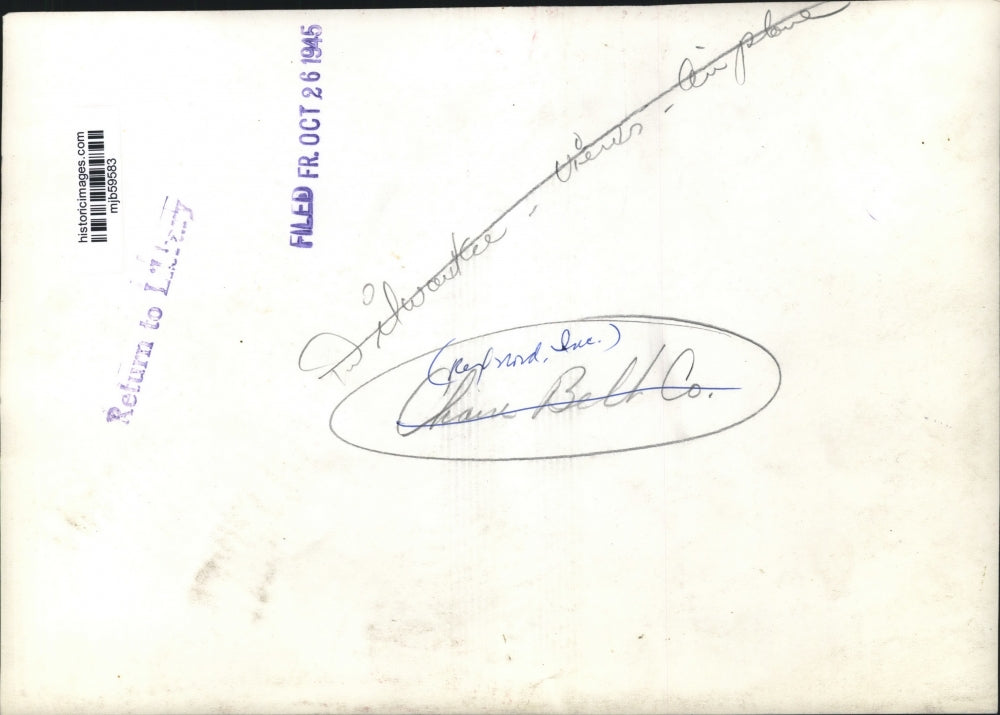 historicimages.com
mjb59583
FILED FR. OCT 26 1945
Return to Library
Milwaukee - Views - Airplane
(Rexnord, Inc.)
Chain Belt Co.